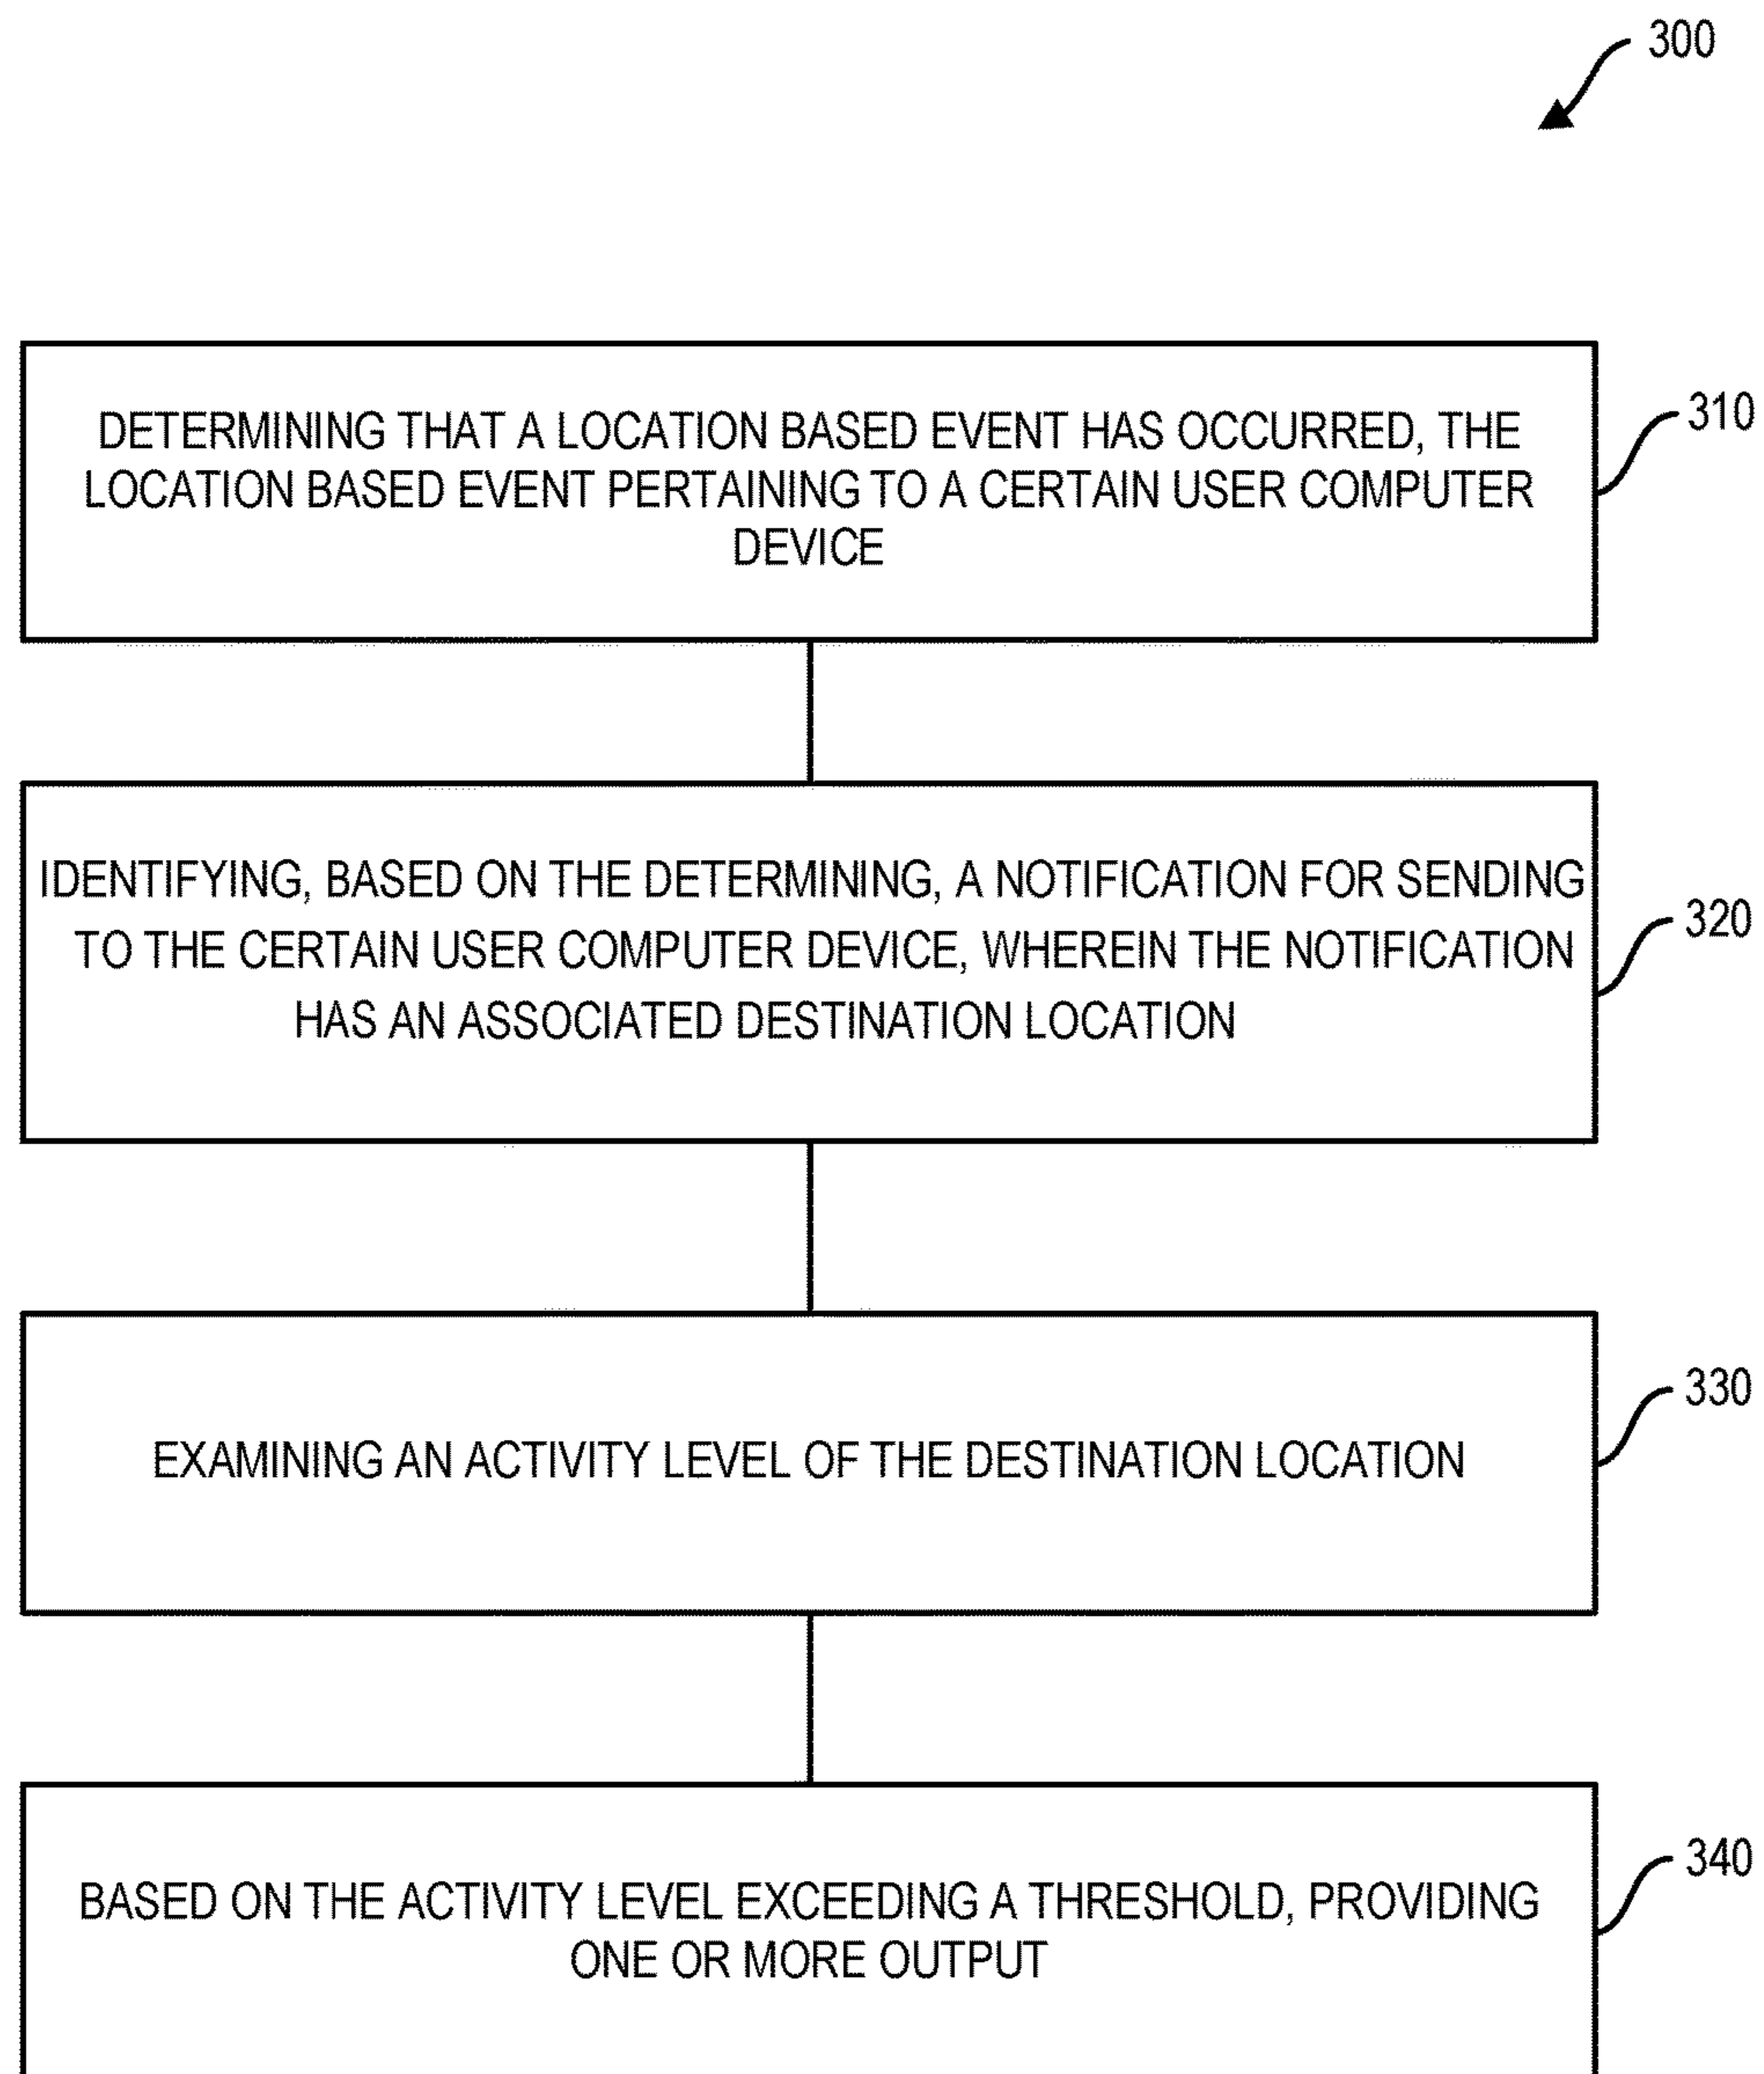 300
DETERMINING THAT A LOCATION BASED EVENT HAS OCCURRED, THE
LOCATION BASED EVENT PERTAINING TO A CERTAIN USER COMPUTER
DEVICE
310
IDENTIFYING, BASED ON THE DETERMINING, A NOTIFICATION FOR SENDING
TO THE CERTAIN USER COMPUTER DEVICE, WHEREIN THE NOTIFICATION
HAS AN ASSOCIATED DESTINATION LOCATION
320
EXAMINING AN ACTIVITY LEVEL OF THE DESTINATION LOCATION
330
BASED ON THE ACTIVITY LEVEL EXCEEDING A THRESHOLD, PROVIDING
ONE OR MORE OUTPUT
340